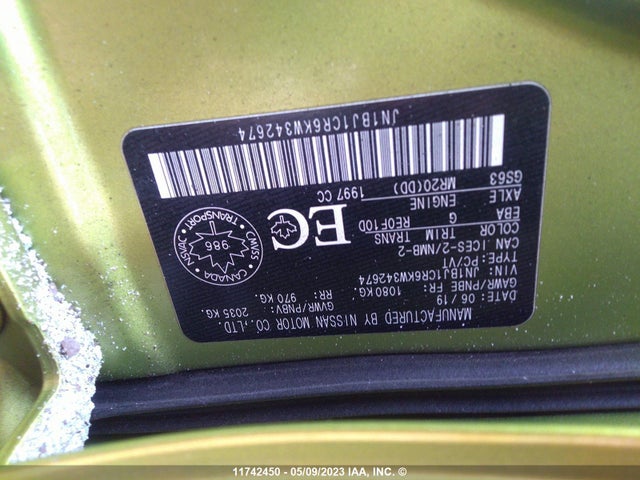 MANUFACTURED BY NISSAN MOTOR CO.,LTD.
DATE: 06 / 19 GVWR/PNBV: 2035 KG.
GAWR/PNBE FR: 1080 KG. RR: 970 KG.
VIN: JN1BJ1CR6KW342674
TYPE: PC/VT
CAN ICES-2/NMB-2
COLOR TRIM TRANS
EBA G RE0F10D
AXLE ENGINE
GS63 MR20(DD) 1997 CC
EC
TRANSPORT
986
CANADA
CMVSS
NSVAC
JN1BJ1CR6KW342674
11742450 - 05/09/2023 IAA, INC. ©